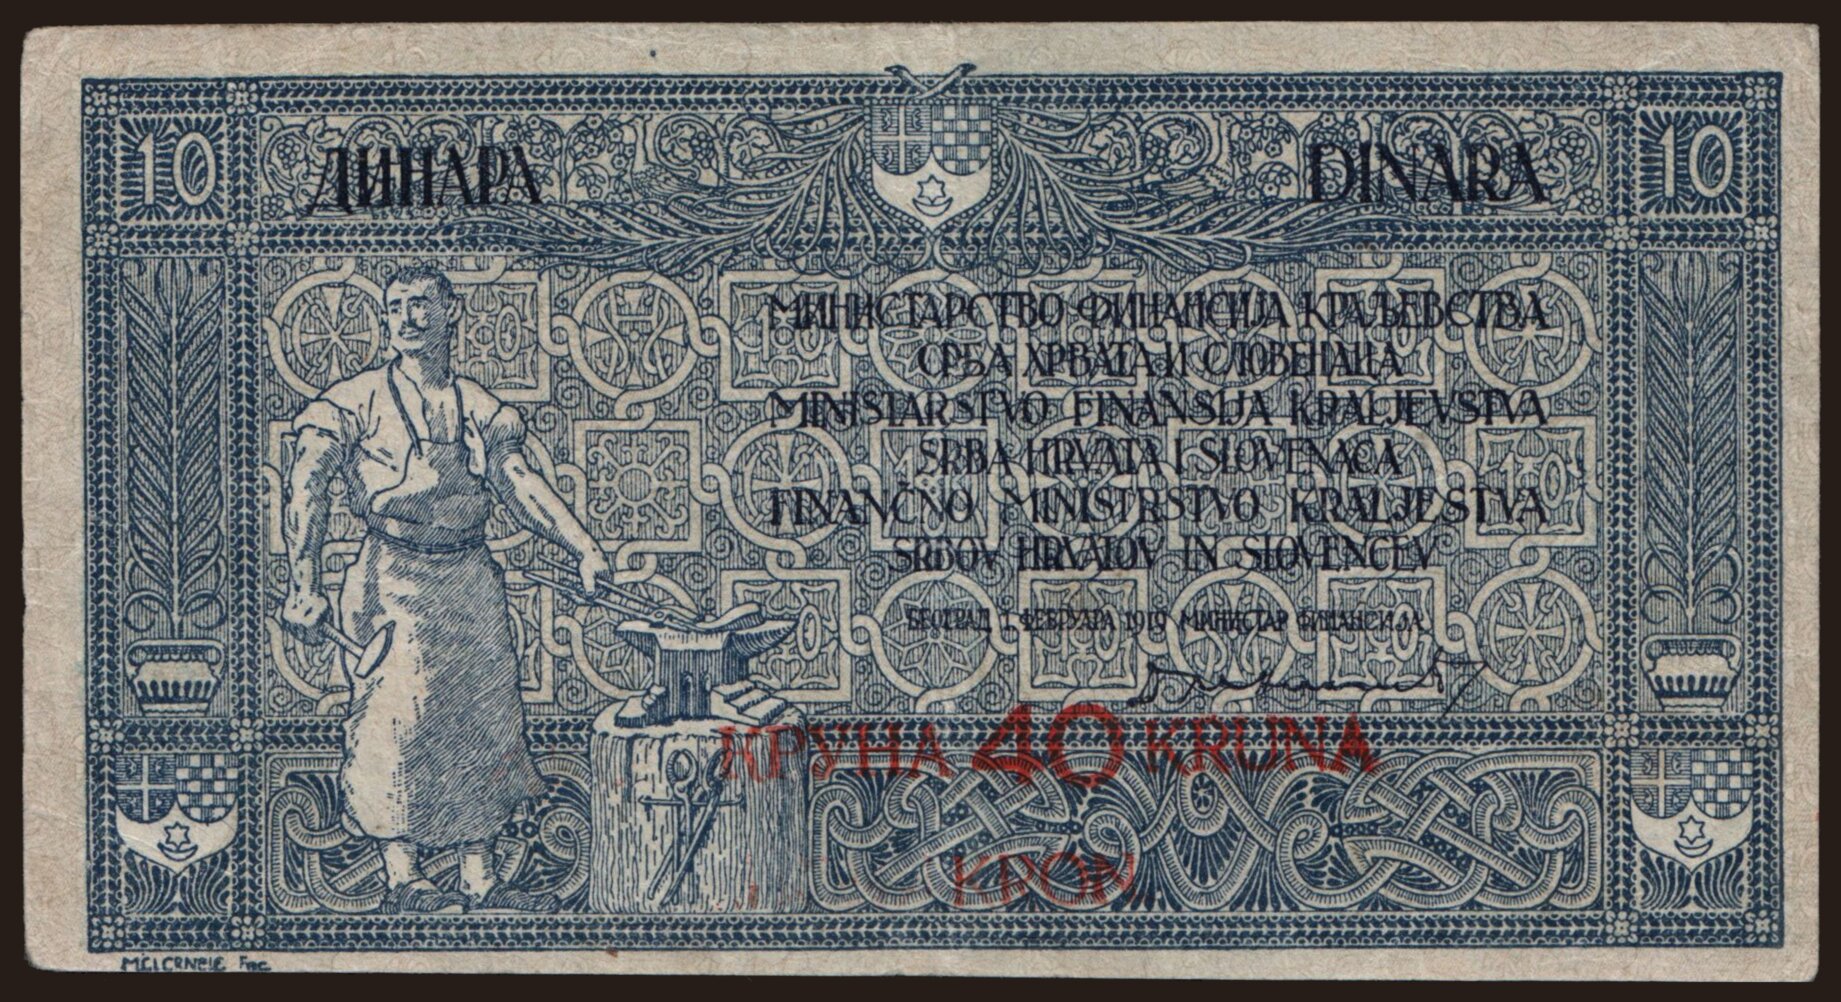 10 ДИНАРА DINARA 10
МИНИСТАРСТВО ФИНАНСИЈА КРАЉЕВСТВА
СРБА ХРВАТА И СЛОВЕНАЦА
MINISTARSTVO FINANSIJA KRALJEVSTVA
SRBA HRVATA I SLOVENACA
FINANČNO MINISTRSTVO KRALJESTVA
SRBOV HRVATOV IN SLOVENCEV
БЕОГРАД 1 ФЕБРУАРА 1919 МИНИСТАР ФИНАНСИЈА
КРУНА 40 KRUNA
KRON